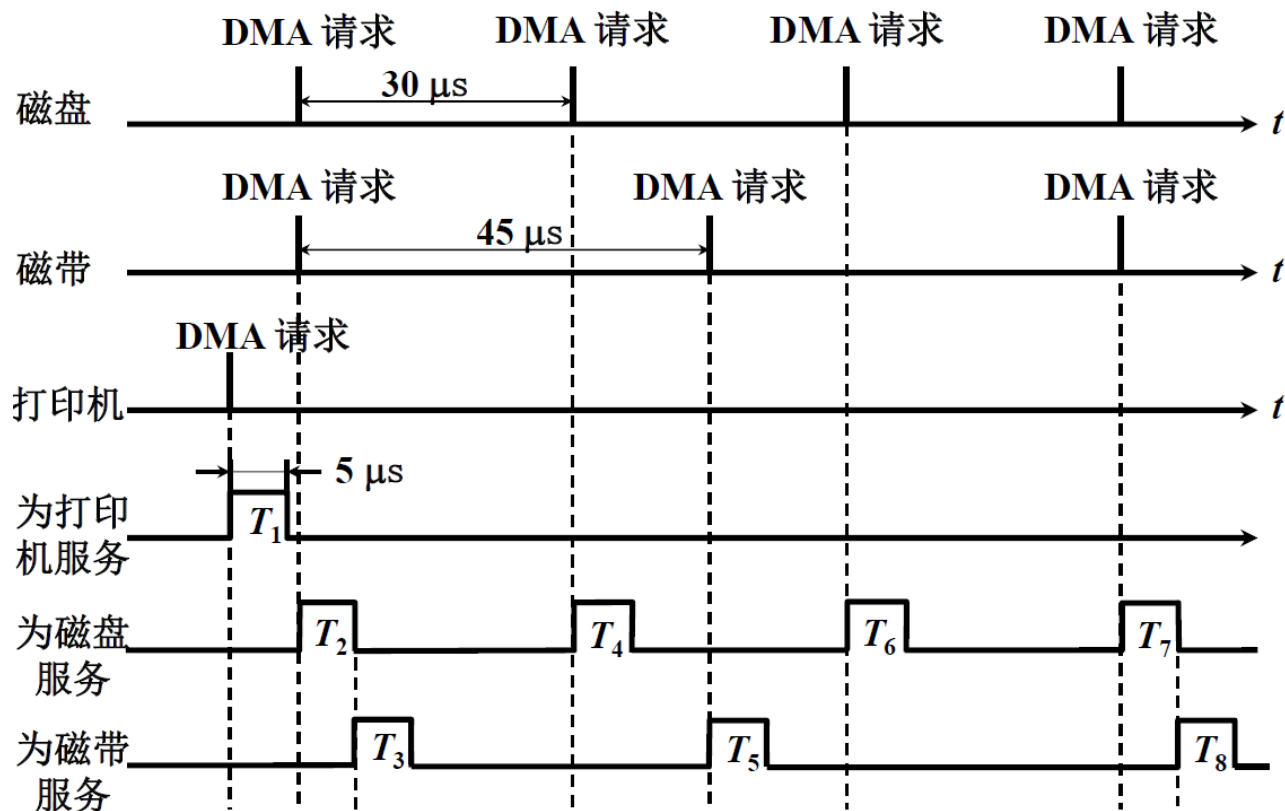 DMA 请求 DMA 请求 DMA 请求 DMA 请求
30 μs
磁盘 t
DMA 请求 DMA 请求 DMA 请求
45 μs
磁带 t
DMA 请求
打印机 t
5 μs
为打印
机服务
T1
为磁盘
服务
T2 T4 T6 T7
为磁带
服务
T3 T5 T8